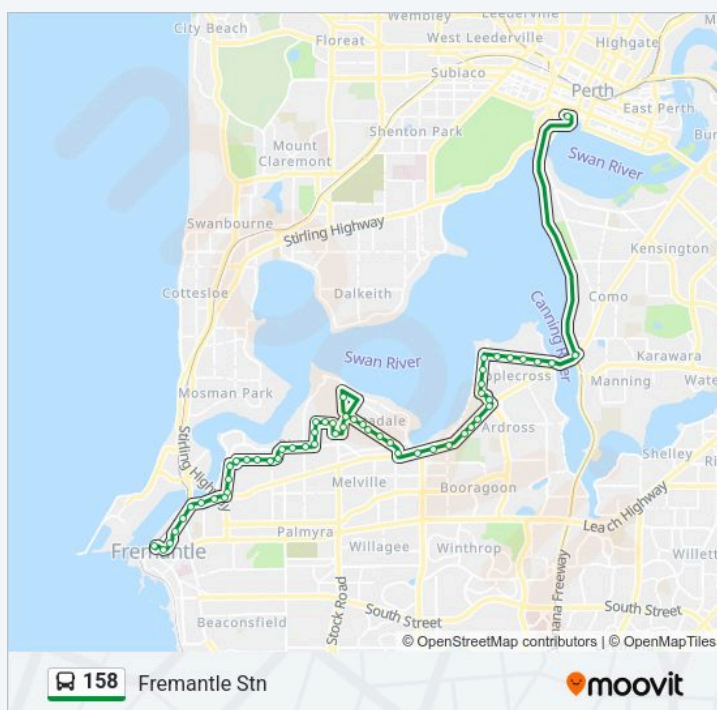 City Beach
Wembley
Leederville
Floreat
West Leederville
Highgate
Subiaco
Perth
East Perth
Mount
Claremont
Shenton Park
Swan River
Swanbourne
Stirling Highway
Kensington
Cottesloe
Dalkeith
Como
Canning River
Swan River
Karawara
Mosman Park
Applecross
Manning
Stirling Highway
Ardross
Shelley
Melville
Booragoon
Leach Highway
Fremantle
Palmyra
Willagee
Winthrop
Stock Road
South Street
South Street
Beaconsfield
© OpenStreetMap contributors | © OpenMapTiles
158 Fremantle Stn
moovit